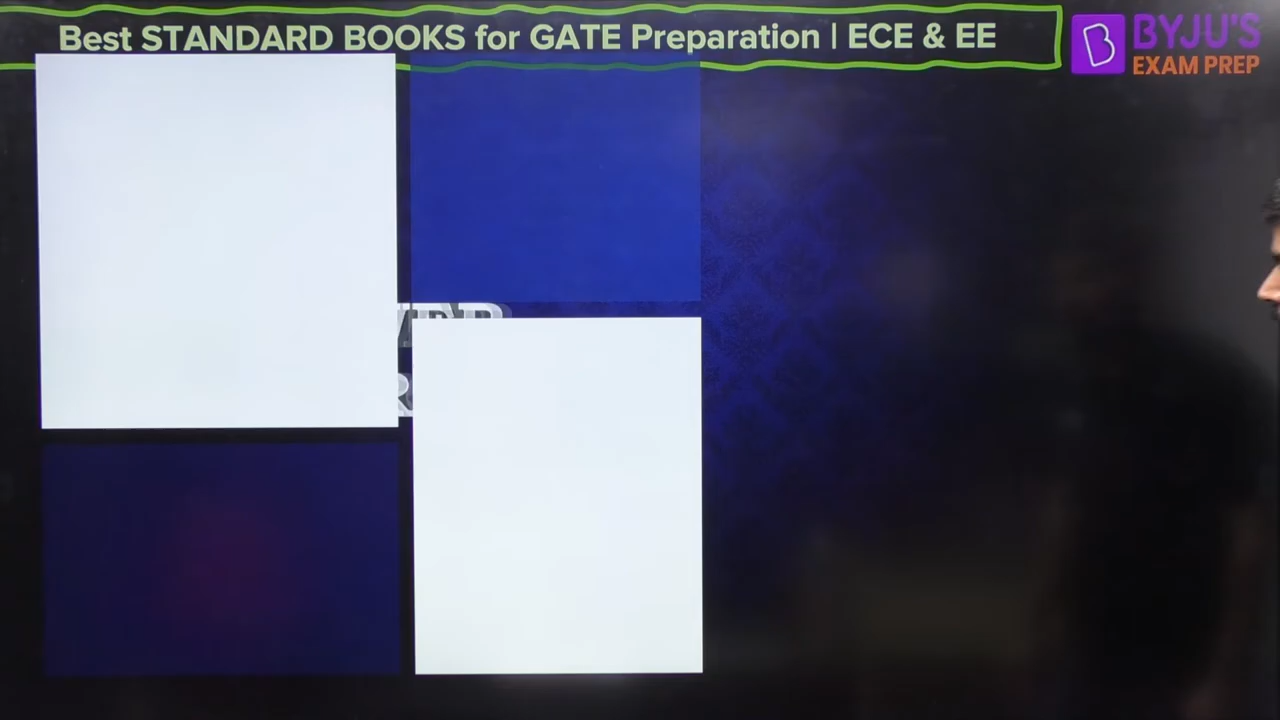 Best STANDARD BOOKS for GATE Preparation | ECE & EE
BYJU'S
EXAM PREP